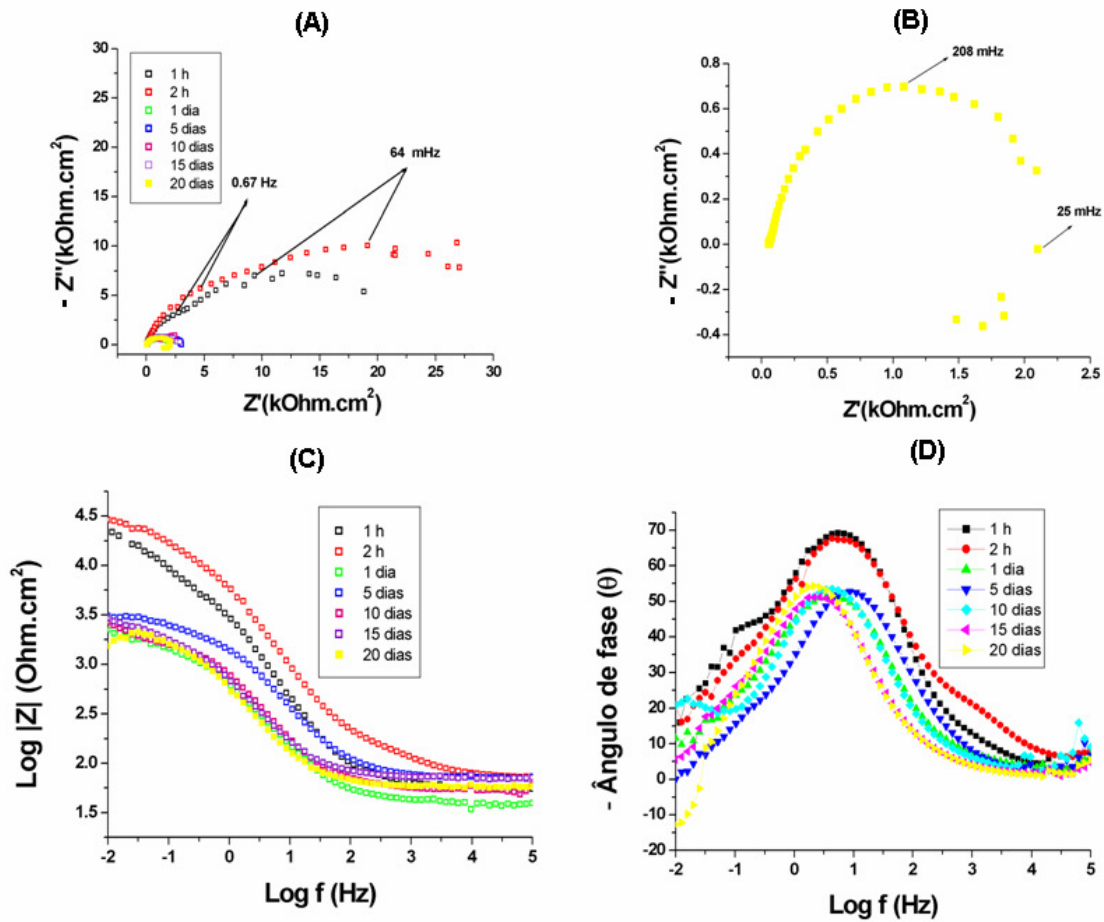 (A)
30
25
20
15
10
5
0
- Z"(kOhm.cm²)
1 h
2 h
1 dia
5 dias
10 dias
15 dias
20 dias
0.67 Hz
64 mHz
0 5 10 15 20 25 30
Z'(kOhm.cm²)
(B)
0.8
0.6
0.4
0.2
0.0
-0.2
-0.4
- Z"(kOhm.cm²)
208 mHz
25 mHz
0.0 0.5 1.0 1.5 2.0 2.5
Z'(kOhm.cm²)
(C)
4.5
4.0
3.5
3.0
2.5
2.0
1.5
Log |Z| (Ohm.cm²)
1 h
2 h
1 dia
5 dias
10 dias
15 dias
20 dias
-2 -1 0 1 2 3 4 5
Log f (Hz)
(D)
70
60
50
40
30
20
10
0
-10
-20
- Ângulo de fase (θ)
1 h
2 h
1 dia
5 dias
10 dias
15 dias
20 dias
-2 -1 0 1 2 3 4 5
Log f (Hz)